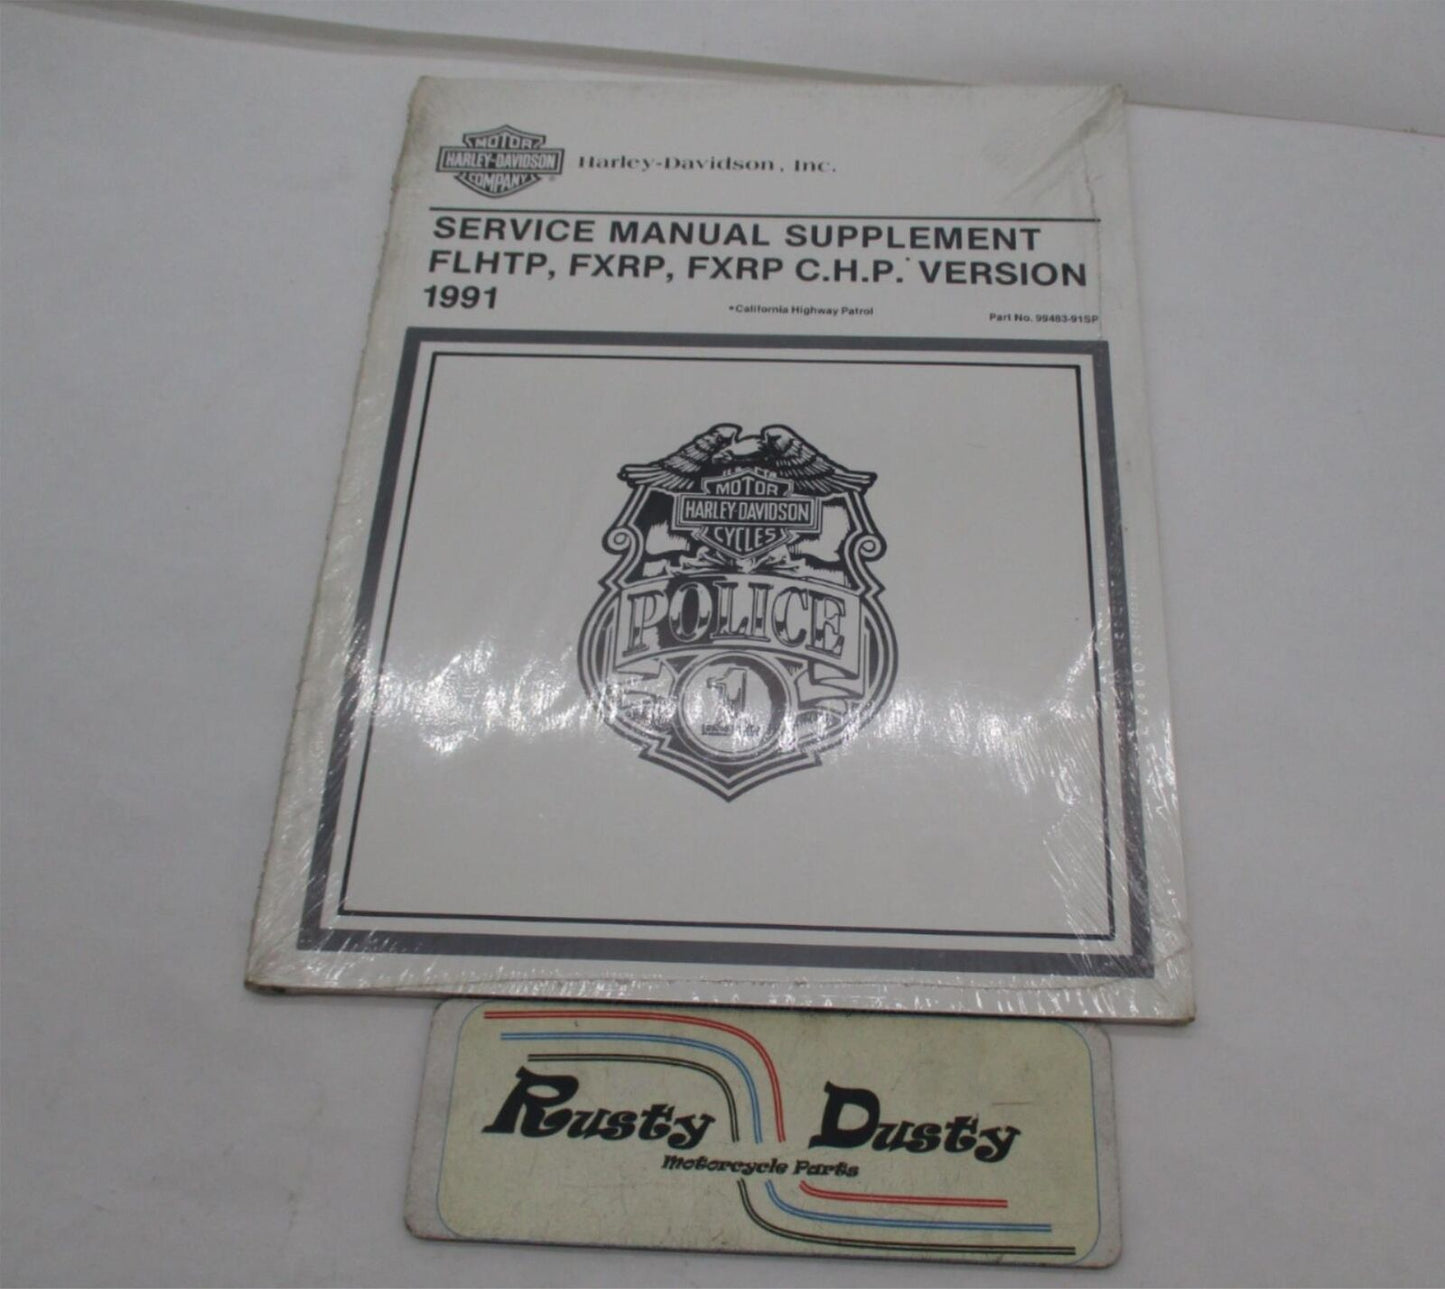 MOTOR
HARLEY-DAVIDSON
COMPANY
Harley-Davidson, Inc.
SERVICE MANUAL SUPPLEMENT
FLHTP, FXRP, FXRP C.H.P.* VERSION
1991
*California Highway Patrol
Part No. 99483-91SP
MOTOR
HARLEY-DAVIDSON
CYCLES
POLICE
1
Rusty Dusty
Motorcycle Parts